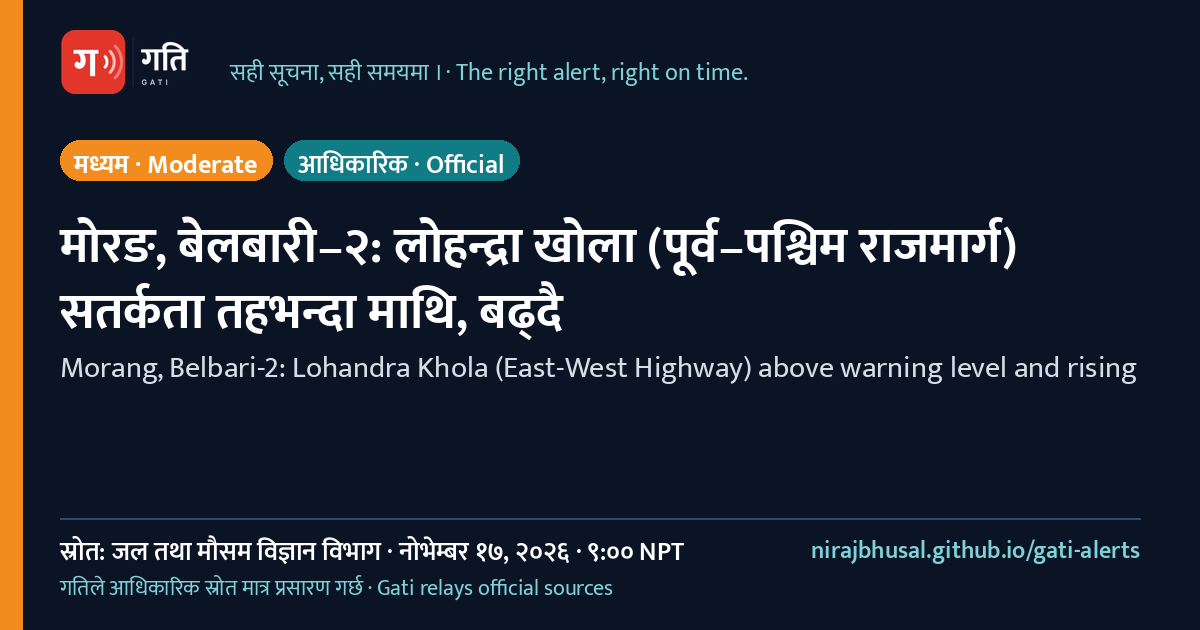 ग गति
GATI
सही सूचना, सही समयमा । · The right alert, right on time.
मध्यम · Moderate
आधिकारिक · Official
मोरङ, बेलबारी–२: लोहन्द्रा खोला (पूर्व–पश्चिम राजमार्ग)
सतर्कता तहभन्दा माथि, बढ्दै
Morang, Belbari-2: Lohandra Khola (East-West Highway) above warning level and rising
स्रोत: जल तथा मौसम विज्ञान विभाग · नोभेम्बर १७, २०२६ · ९:०० NPT
nirajbhusal.github.io/gati-alerts
गतिले आधिकारिक स्रोत मात्र प्रसारण गर्छ · Gati relays official sources